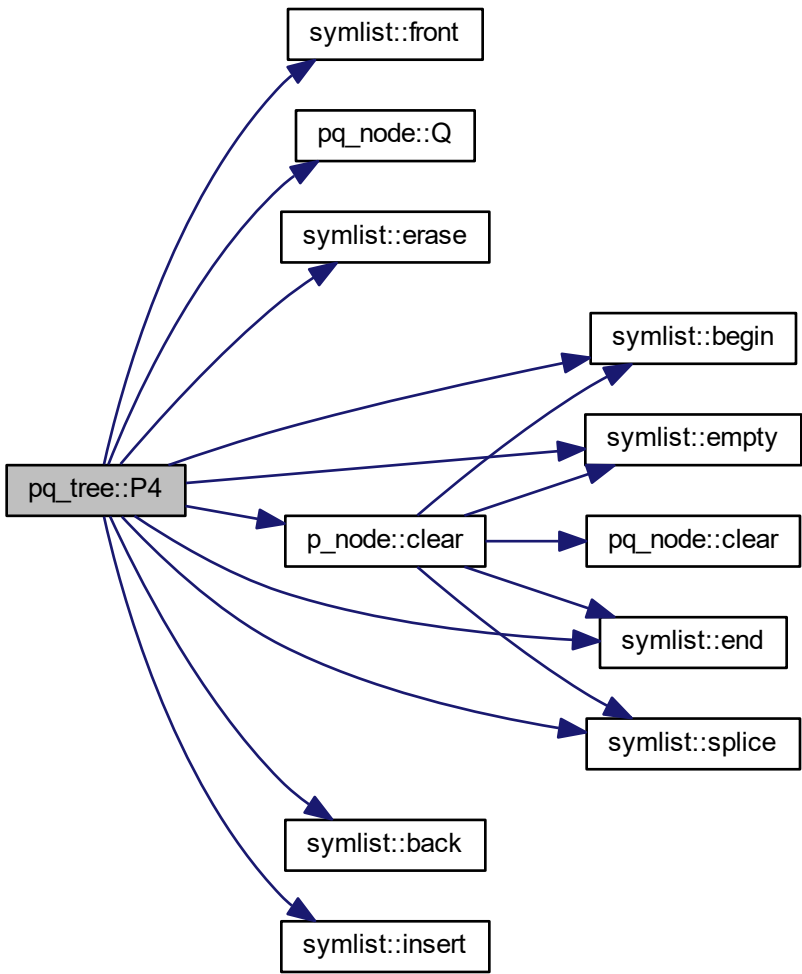 symlist::front
pq_node::Q
symlist::erase
symlist::begin
symlist::empty
pq_tree::P4
p_node::clear
pq_node::clear
symlist::end
symlist::splice
symlist::back
symlist::insert